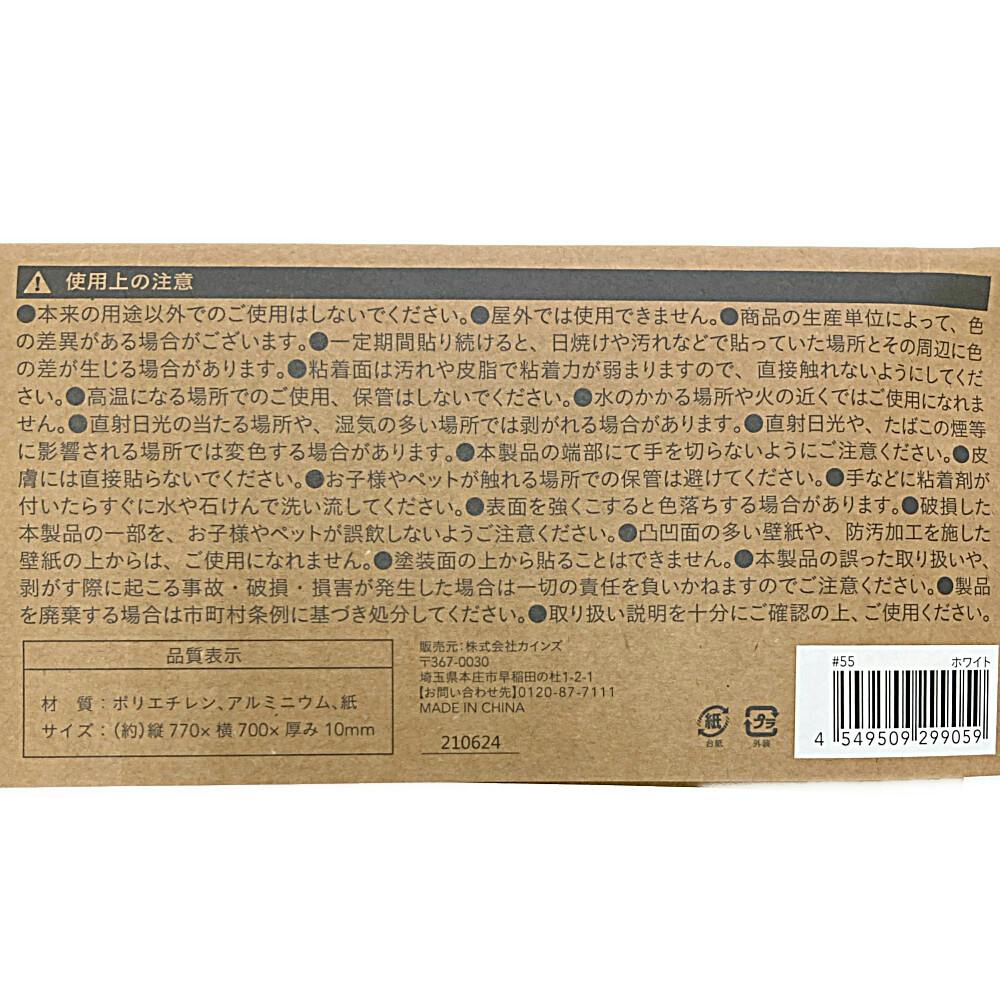 使用上の注意
●本来の用途以外でのご使用はしないでください。●屋外では使用できません。●商品の生産単位によって、色
の差異がある場合がございます。●一定期間貼り続けると、日焼けや汚れなどで貼っていた場所とその周辺に色
の差が生じる場合があります。●粘着面は汚れや皮脂で粘着力が弱まりますので、直接触れないようにしてくだ
さい。●高温になる場所でのご使用、保管はしないでください。●水のかかる場所や火の近くではご使用になれま
せん。●直射日光の当たる場所や、湿気の多い場所では剥がれる場合があります。●直射日光や、たばこの煙等
に影響される場所では変色する場合があります。●本製品の端部にて手を切らないようにご注意ください。●皮
膚には直接貼らないでください。●お子様やペットが触れる場所での保管は避けてください。●手などに粘着剤が
付いたらすぐに水や石けんで洗い流してください。●表面を強くこすると色落ちする場合があります。●破損した
本製品の一部を、お子様やペットが誤飲しないようご注意ください。●凸凹面の多い壁紙や、防汚加工を施した
壁紙の上からは、ご使用になれません。●塗装面の上から貼ることはできません。●本製品の誤った取り扱いや、
剥がす際に起こる事故・破損・損害が発生した場合は一切の責任を負いかねますのでご注意ください。●製品
を廃棄する場合は市町村条例に基づき処分してください。●取り扱い説明を十分にご確認の上、ご使用ください。
品質表示
材 質：ポリエチレン、アルミニウム、紙
サイズ：(約)縦770×横700×厚み10mm
販売元：株式会社カインズ
〒367-0030
埼玉県本庄市早稲田の杜1-2-1
【お問い合わせ先】0120-87-7111
MADE IN CHINA
210624
紙
台紙
プラ
外装
#55 ホワイト
4 549509 299059